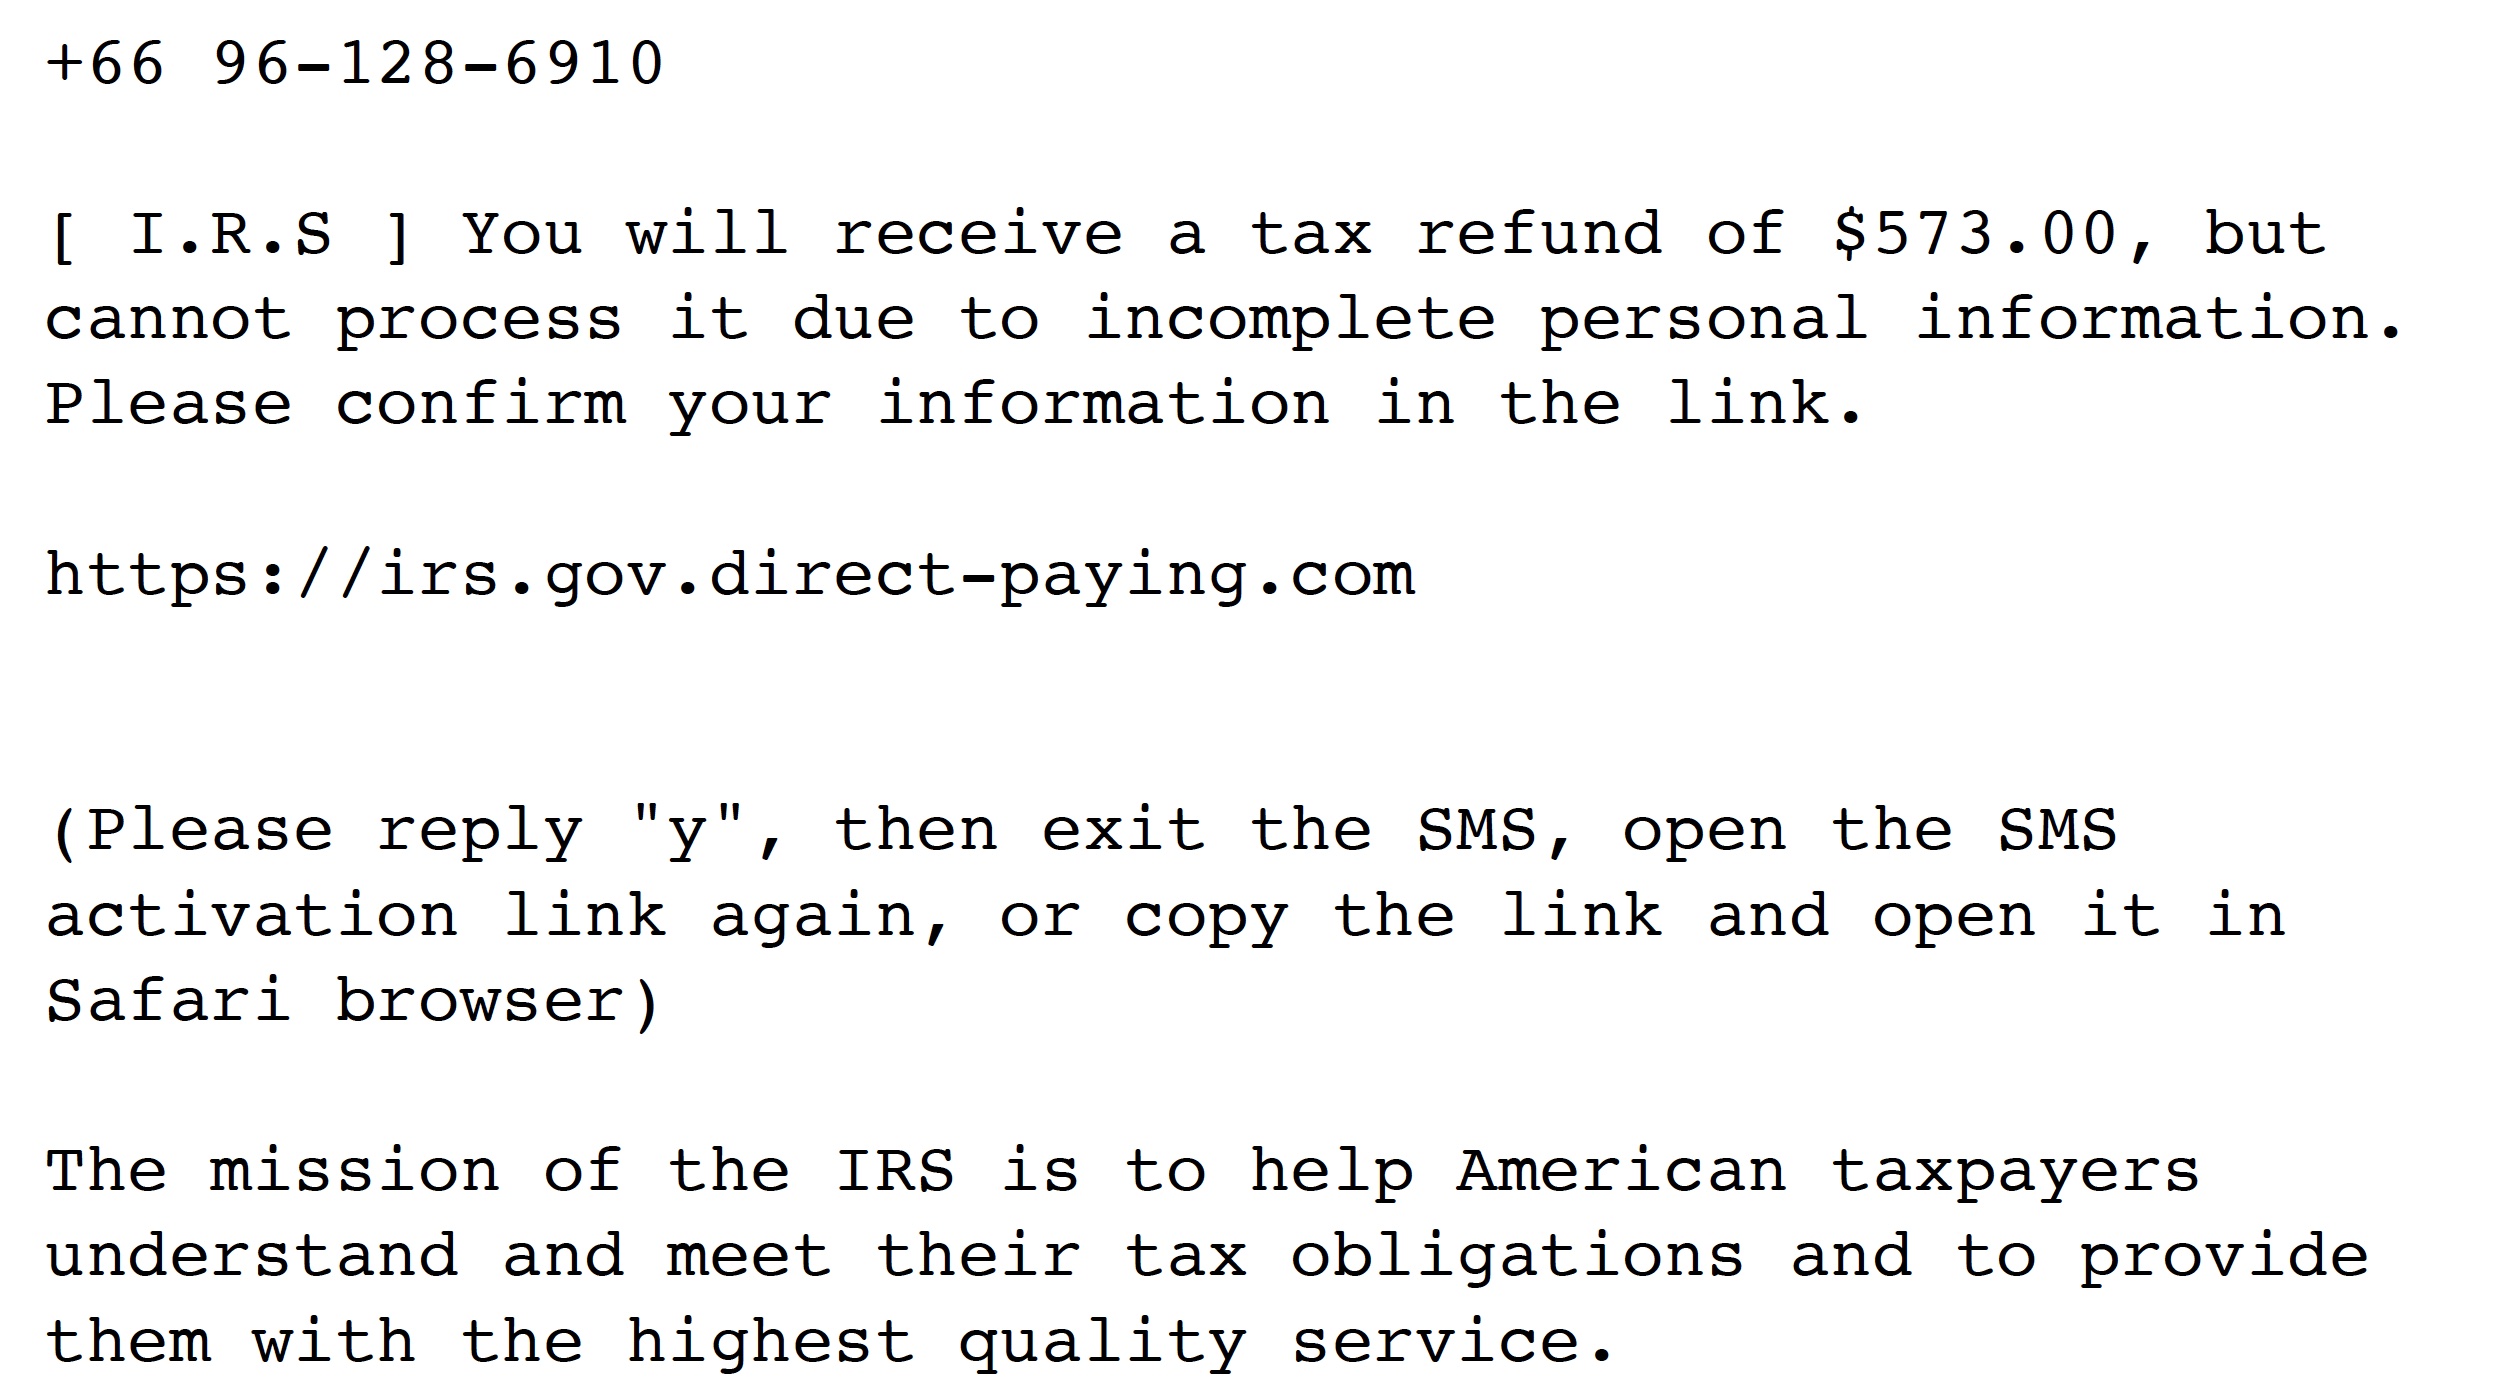 +66 96-128-6910
[ I.R.S ] You will receive a tax refund of $573.00, but
cannot process it due to incomplete personal information.
Please confirm your information in the link.
https://irs.gov.direct-paying.com
(Please reply "y", then exit the SMS, open the SMS
activation link again, or copy the link and open it in
Safari browser)
The mission of the IRS is to help American taxpayers
understand and meet their tax obligations and to provide
them with the highest quality service.